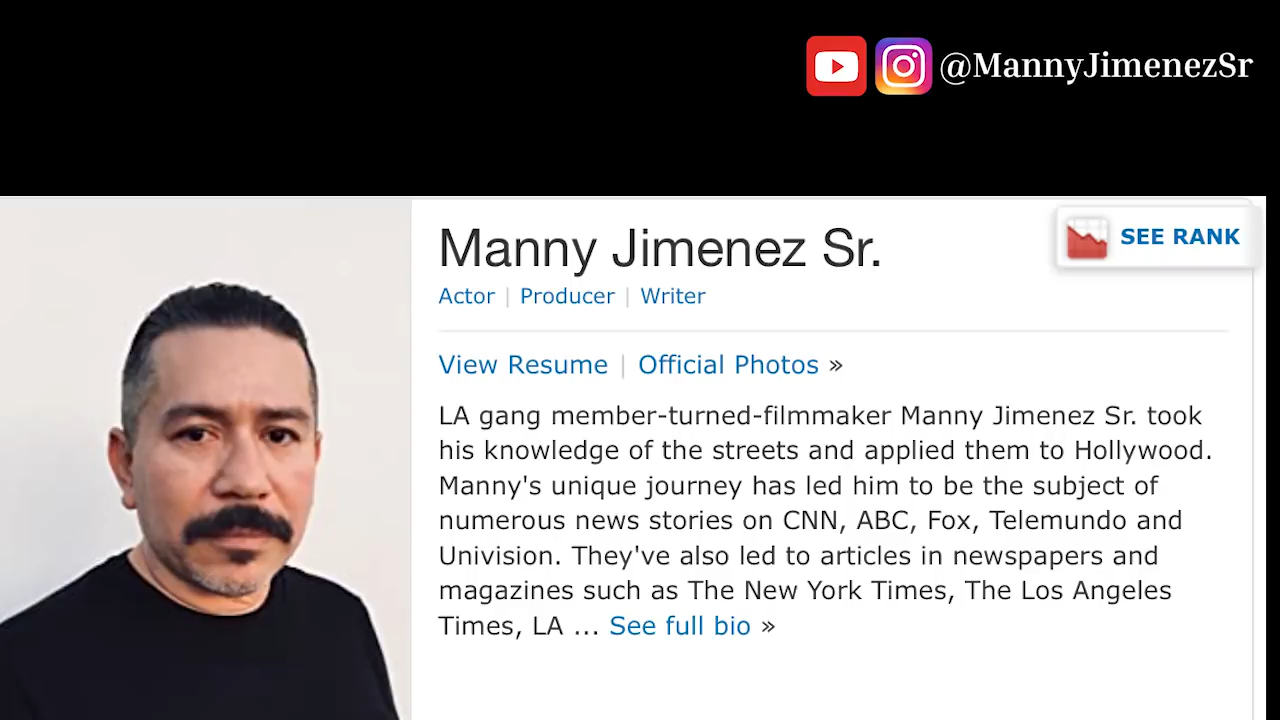 @MannyJimenezSr
Manny Jimenez Sr.
SEE RANK
Actor | Producer | Writer
View Resume | Official Photos »
LA gang member-turned-filmmaker Manny Jimenez Sr. took
his knowledge of the streets and applied them to Hollywood.
Manny's unique journey has led him to be the subject of
numerous news stories on CNN, ABC, Fox, Telemundo and
Univision. They've also led to articles in newspapers and
magazines such as The New York Times, The Los Angeles
Times, LA ... See full bio »